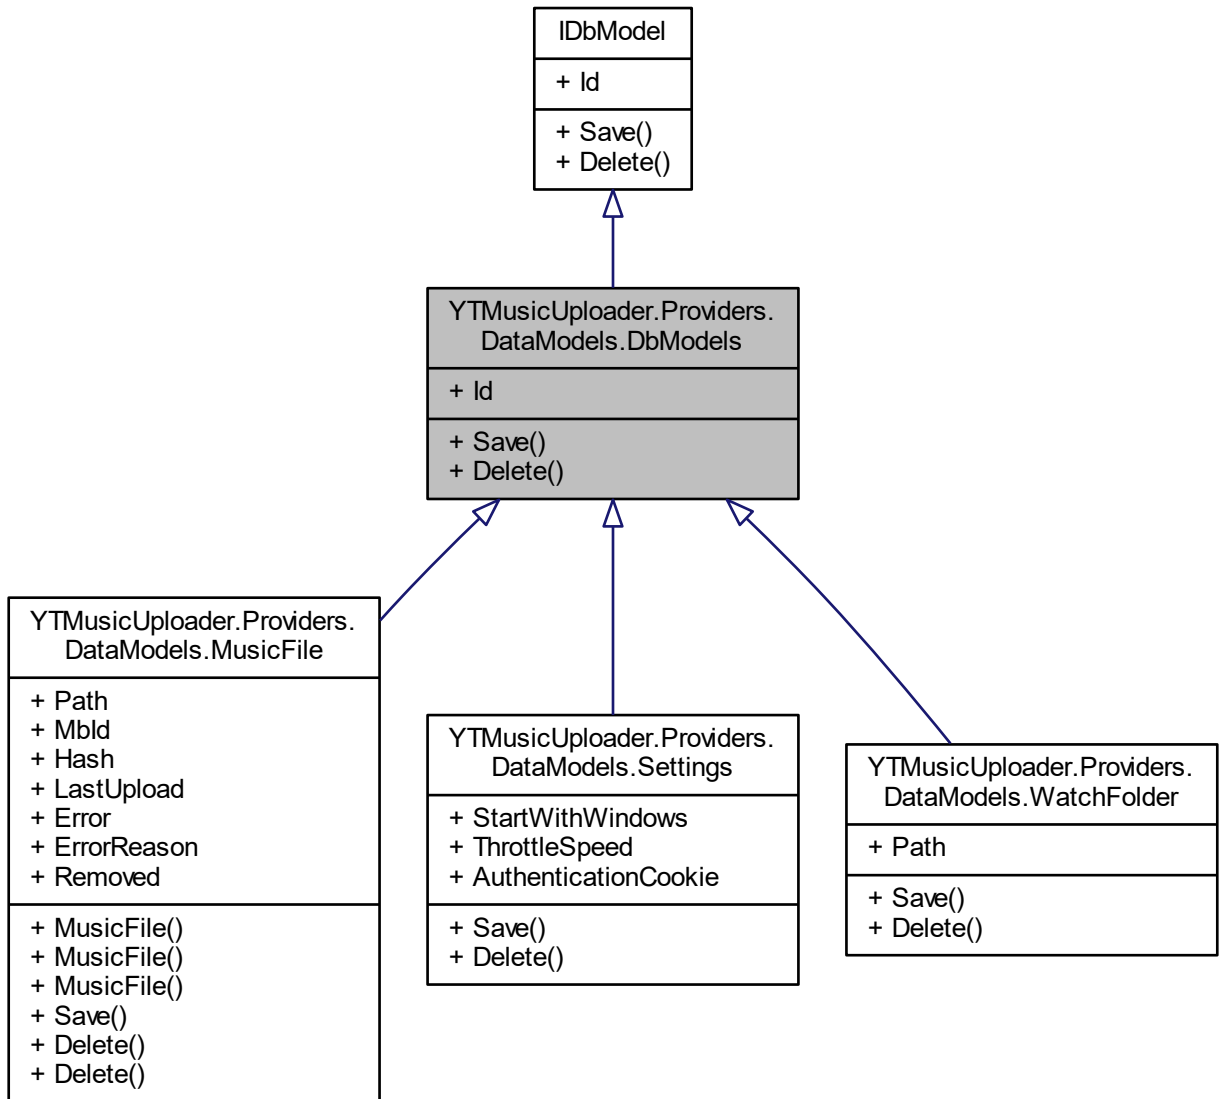 IDbModel
+ Id
+ Save()
+ Delete()
YTMusicUploader.Providers.
DataModels.DbModels
+ Id
+ Save()
+ Delete()
YTMusicUploader.Providers.
DataModels.MusicFile
+ Path
+ MbId
+ Hash
+ LastUpload
+ Error
+ ErrorReason
+ Removed
+ MusicFile()
+ MusicFile()
+ MusicFile()
+ Save()
+ Delete()
+ Delete()
YTMusicUploader.Providers.
DataModels.Settings
+ StartWithWindows
+ ThrottleSpeed
+ AuthenticationCookie
+ Save()
+ Delete()
YTMusicUploader.Providers.
DataModels.WatchFolder
+ Path
+ Save()
+ Delete()